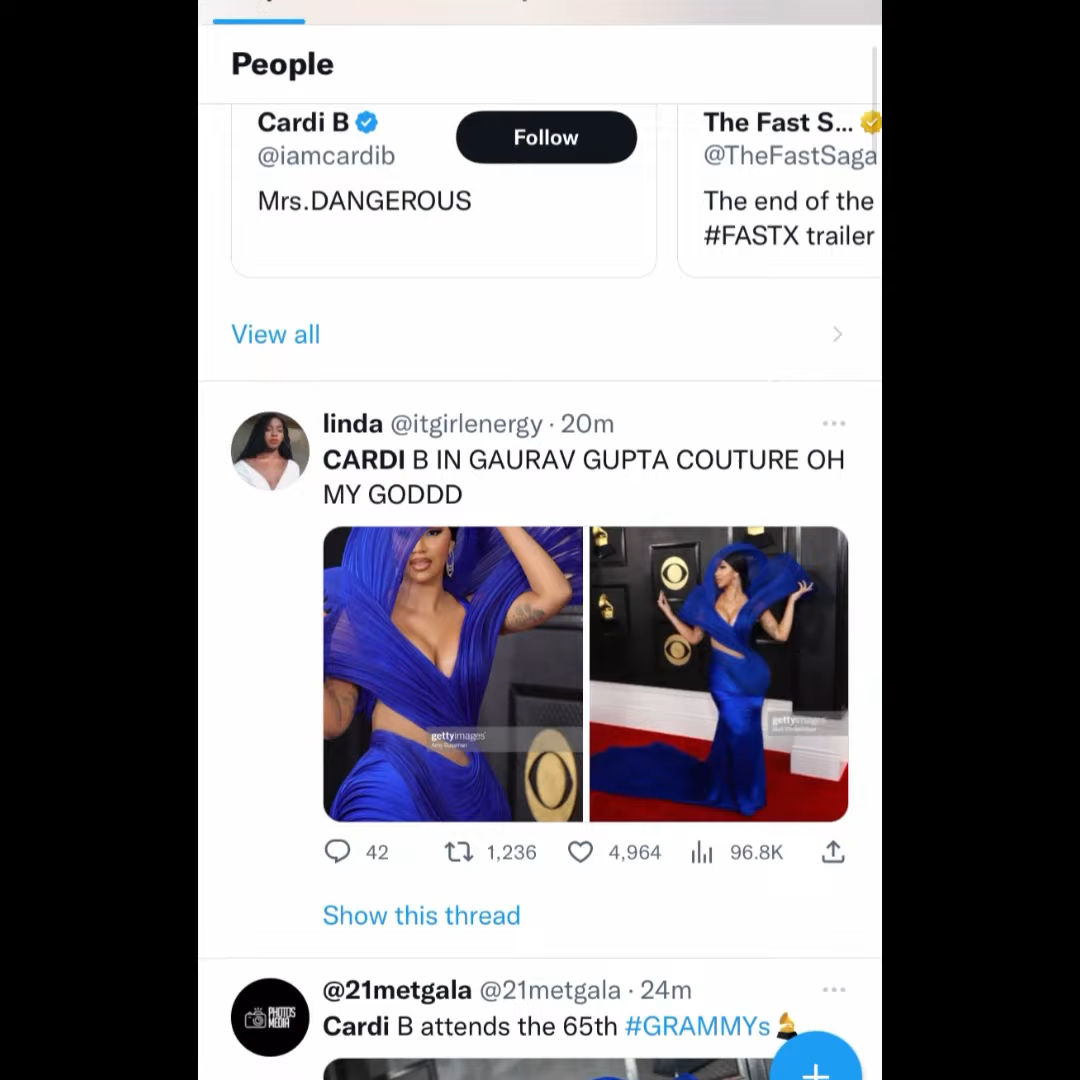 People
Cardi B
Follow
The Fast S...
@iamcardib
@TheFastSaga
Mrs.DANGEROUS
The end of the
#FASTX trailer
View all
linda @itgirlenergy · 20m
CARDI B IN GAURAV GUPTA COUTURE OH
MY GODDD
gettyimages
gettyimages
42
1,236
4,964
96.8K
Show this thread
@21metgala @21metgala · 24m
PHOTOS
MEDIA
Cardi B attends the 65th #GRAMMYs